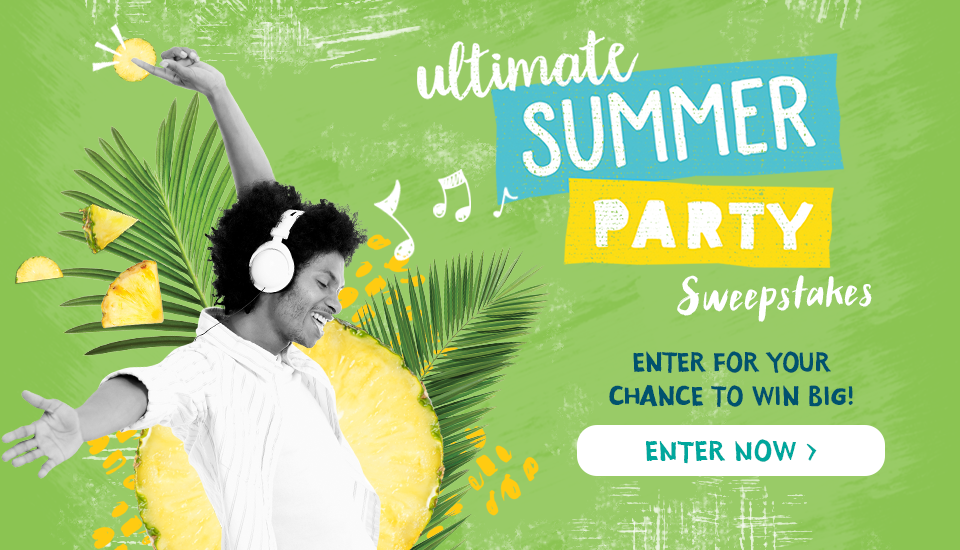 ultimate
SUMMER
PARTY
Sweepstakes
ENTER FOR YOUR
CHANCE TO WIN BIG!
ENTER NOW >